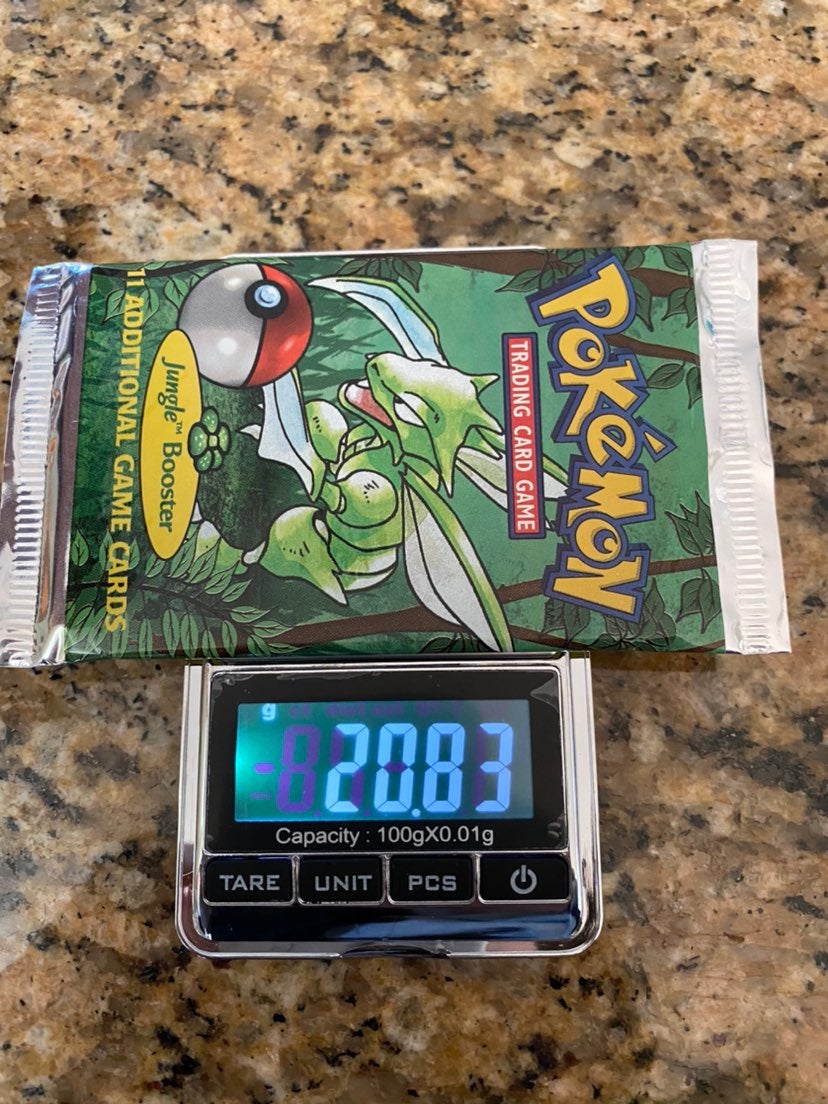 POKéMON
TRADING CARD GAME
Jungle™ Booster
11 ADDITIONAL GAME CARDS
g
20.83
Capacity : 100gX0.01g
TARE UNIT PCS